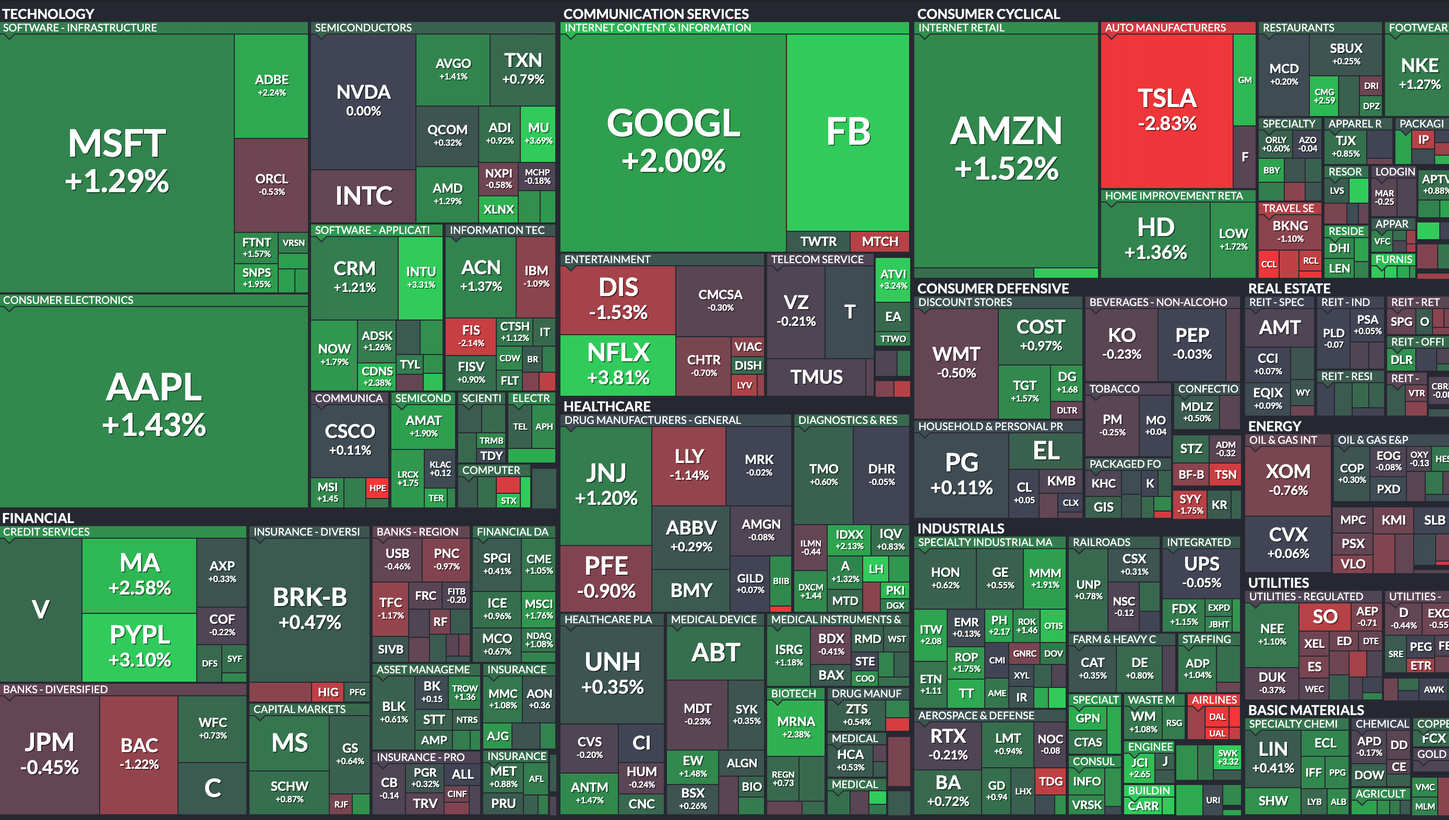 TECHNOLOGY
SOFTWARE - INFRASTRUCTURE
MSFT
+1.29%
ADBE
+2.24%
ORCL
-0.53%
FTNT
+1.57%
VRSN
SNPS
+1.95%
SEMICONDUCTORS
NVDA
0.00%
AVGO
+1.41%
TXN
+0.79%
QCOM
+0.32%
ADI
+0.92%
MU
+3.69%
INTC
AMD
+1.29%
NXPI
-0.58%
MCHP
-0.18%
XLNX
CONSUMER ELECTRONICS
AAPL
+1.43%
SOFTWARE - APPLICATI
CRM
+1.21%
INTU
+3.31%
NOW
+1.79%
ADSK
+1.26%
CDNS
+2.38%
TYL
INFORMATION TEC
ACN
+1.37%
IBM
-1.09%
FIS
-2.14%
CTSH
+1.12%
IT
FISV
+0.90%
CDW
BR
FLT
COMMUNICA
CSCO
+0.11%
MSI
+1.45
HPE
SEMICOND
AMAT
+1.90%
LRCX
+1.75
KLAC
+0.12
TER
SCIENTI
TRMB
TDY
ELECTR
TEL
APH
COMPUTER
STX
FINANCIAL
CREDIT SERVICES
V
MA
+2.58%
PYPL
+3.10%
AXP
+0.33%
COF
-0.22%
DFS
SYF
INSURANCE - DIVERSI
BRK-B
+0.47%
HIG
PFG
BANKS - REGION
USB
-0.46%
PNC
-0.97%
TFC
-1.17%
FRC
FITB
-0.20
RF
SIVB
FINANCIAL DA
SPGI
+0.41%
CME
+1.05%
ICE
+0.96%
MSCI
+1.76%
MCO
+0.67%
NDAQ
+1.08%
BANKS - DIVERSIFIED
JPM
-0.45%
BAC
-1.22%
WFC
+0.73%
C
CAPITAL MARKETS
MS
GS
+0.64%
SCHW
+0.87%
RJF
ASSET MANAGEME
BLK
+0.61%
BK
+0.15
TROW
+1.36
STT
NTRS
AMP
INSURANCE
MMC
+1.08%
AON
+0.36
AJG
INSURANCE - PRO
CB
-0.14
PGR
+0.32%
ALL
TRV
CINF
INSURANCE
MET
+0.88%
AFL
PRU
COMMUNICATION SERVICES
INTERNET CONTENT & INFORMATION
GOOGL
+2.00%
FB
TWTR
MTCH
ENTERTAINMENT
DIS
-1.53%
NFLX
+3.81%
CMCSA
-0.30%
CHTR
-0.70%
VIAC
DISH
LYV
TELECOM SERVICE
VZ
-0.21%
T
TMUS
ATVI
+3.24%
EA
TTWO
HEALTHCARE
DRUG MANUFACTURERS - GENERAL
JNJ
+1.20%
PFE
-0.90%
LLY
-1.14%
MRK
-0.02%
ABBV
+0.29%
AMGN
-0.08%
BMY
GILD
+0.07%
BIIB
DIAGNOSTICS & RES
TMO
+0.60%
DHR
-0.05%
ILMN
-0.44
IDXX
+2.13%
IQV
+0.83%
DXCM
+1.44
A
+1.32%
LH
MTD
PKI
DGX
HEALTHCARE PLA
UNH
+0.35%
CVS
-0.20%
CI
HUM
-0.24%
ANTM
+1.47%
CNC
MEDICAL DEVICE
ABT
MDT
-0.23%
SYK
+0.35%
EW
+1.48%
ALGN
BSX
+0.26%
BIO
MEDICAL INSTRUMENTS &
ISRG
+1.18%
BDX
-0.41%
RMD
WST
STE
BAX
COO
BIOTECH
MRNA
+2.38%
REGN
+0.73
DRUG MANUF
ZTS
+0.54%
MEDICAL
HCA
+0.53%
MEDICAL
CONSUMER CYCLICAL
INTERNET RETAIL
AMZN
+1.52%
AUTO MANUFACTURERS
TSLA
-2.83%
GM
F
HOME IMPROVEMENT RETA
HD
+1.36%
LOW
+1.72%
RESTAURANTS
MCD
+0.20%
SBUX
+0.25%
CMG
+2.59
DRI
DPZ
FOOTWEAR
NKE
+1.27%
SPECIALTY
ORLY
+0.60%
AZO
-0.04
BBY
APPAREL R
TJX
+0.85%
PACKAGI
IP
TRAVEL SE
BKNG
-1.10%
CCL
RCL
RESOR
LVS
LODGIN
MAR
-0.25
APTV
+0.88%
RESIDE
DHI
LEN
APPAR
VFC
FURNIS
CONSUMER DEFENSIVE
DISCOUNT STORES
WMT
-0.50%
COST
+0.97%
TGT
+1.57%
DG
+1.68
DLTR
BEVERAGES - NON-ALCOHO
KO
-0.23%
PEP
-0.03%
TOBACCO
PM
-0.25%
MO
+0.04
CONFECTIO
MDLZ
+0.50%
HOUSEHOLD & PERSONAL PR
PG
+0.11%
EL
CL
+0.05
KMB
CLX
PACKAGED FO
KHC
K
GIS
STZ
ADM
-0.32
BF-B
TSN
SYY
-1.75%
KR
REAL ESTATE
REIT - SPEC
AMT
CCI
+0.07%
EQIX
+0.09%
WY
REIT - IND
PLD
-0.07
PSA
+0.05%
REIT - RESI
REIT - RET
SPG
O
REIT - OFFI
DLR
REIT -
VTR
CBRE
-0.08
ENERGY
OIL & GAS INT
XOM
-0.76%
CVX
+0.06%
OIL & GAS E&P
COP
+0.30%
EOG
-0.08%
OXY
-0.13
HES
PXD
MPC
KMI
SLB
PSX
VLO
INDUSTRIALS
SPECIALTY INDUSTRIAL MA
HON
+0.62%
GE
+0.55%
MMM
+1.91%
ITW
+2.08
EMR
+0.13%
PH
+2.17
ROK
+1.46
OTIS
ROP
+1.75%
CMI
GNRC
DOV
XYL
ETN
+1.11
TT
AME
IR
RAILROADS
UNP
+0.78%
CSX
+0.31%
NSC
-0.12
INTEGRATED
UPS
-0.05%
FDX
+1.15%
EXPD
JBHT
FARM & HEAVY C
CAT
+0.35%
DE
+0.80%
STAFFING
ADP
+1.04%
AEROSPACE & DEFENSE
RTX
-0.21%
LMT
+0.94%
NOC
-0.08
BA
+0.72%
GD
+0.94
LHX
TDG
SPECIALT
GPN
CTAS
WASTE M
WM
+1.08%
RSG
AIRLINES
DAL
UAL
CONSUL
INFO
VRSK
ENGINEE
JCI
+2.65
J
SWK
+3.32
BUILDIN
CARR
URI
UTILITIES
UTILITIES - REGULATED
NEE
+1.10%
SO
AEP
-0.71
XEL
ED
DTE
ES
DUK
-0.37%
WEC
UTILITIES -
D
-0.44%
EXC
-0.55
SRE
PEG
FE
ETR
AWK
BASIC MATERIALS
SPECIALTY CHEMI
LIN
+0.41%
ECL
IFF
PPG
SHW
LYB
ALB
CHEMICAL
APD
-0.17%
DD
DOW
CE
AGRICULT
COPPE
FCX
GOLD
VMC
MLM